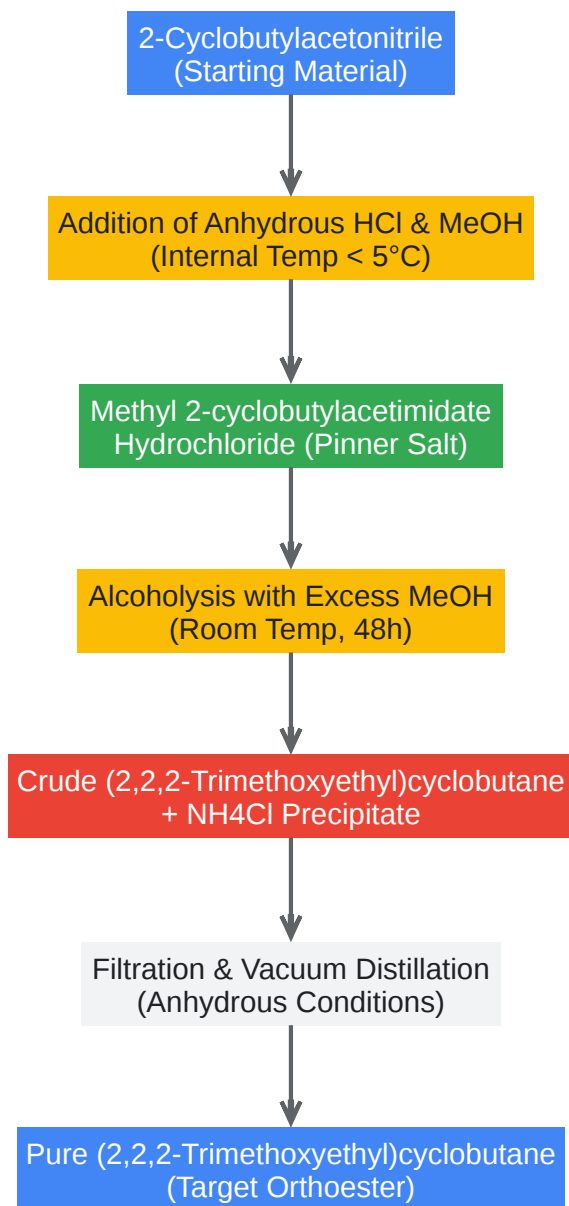 2-Cyclobutylacetonitrile
(Starting Material)
Addition of Anhydrous HCl & MeOH
(Internal Temp < 5°C)
Methyl 2-cyclobutylacetimidate
Hydrochloride (Pinner Salt)
Alcoholysis with Excess MeOH
(Room Temp, 48h)
Crude (2,2,2-Trimethoxyethyl)cyclobutane
+ NH4Cl Precipitate
Filtration & Vacuum Distillation
(Anhydrous Conditions)
Pure (2,2,2-Trimethoxyethyl)cyclobutane
(Target Orthoester)